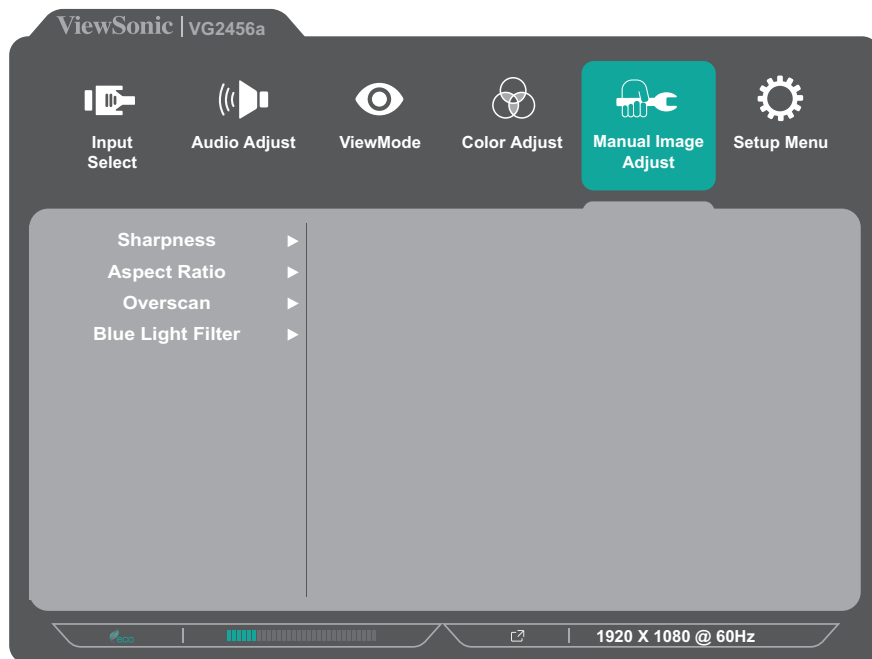 ViewSonic | VG2456a
Input Select
Audio Adjust
ViewMode
Color Adjust
Manual Image Adjust
Setup Menu
Sharpness
Aspect Ratio
Overscan
Blue Light Filter
eco
1920 X 1080 @ 60Hz